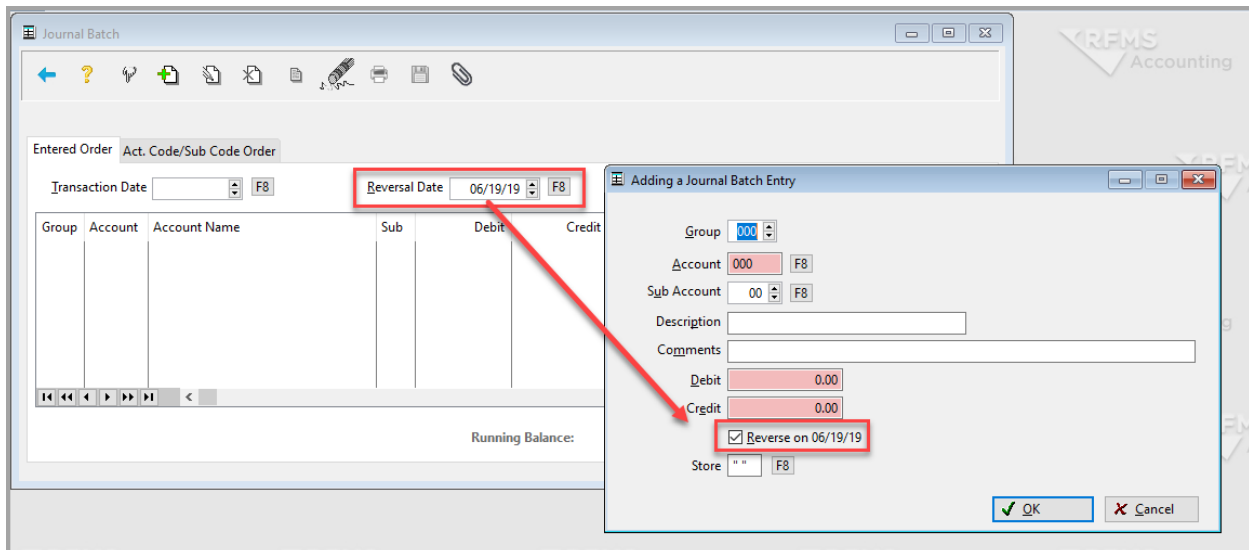 Journal Batch
RFMS
Accounting
Entered Order Act. Code/Sub Code Order
Transaction Date F8 Reversal Date 06/19/19 F8
Group Account Account Name Sub Debit Credit
Running Balance:
Adding a Journal Batch Entry
Group 000
Account 000 F8
Sub Account 00 F8
Description
Comments
Debit 0.00
Credit 0.00
Reverse on 06/19/19
Store " " F8
OK Cancel